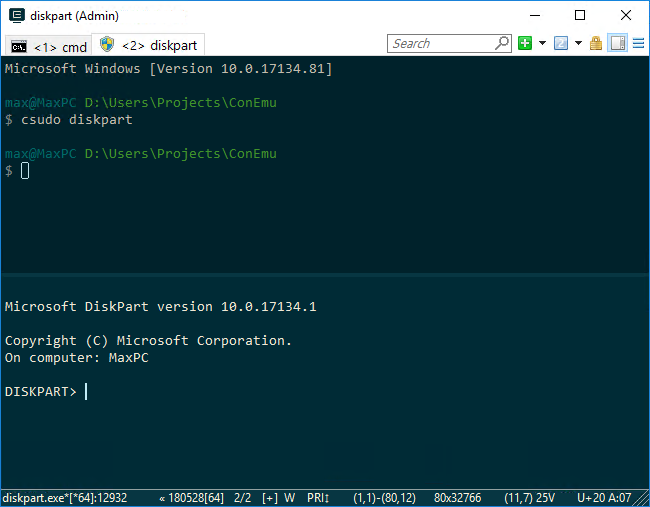 diskpart (Admin)
<1> cmd
<2> diskpart
Search
Microsoft Windows [Version 10.0.17134.81]
max@MaxPC D:\Users\Projects\ConEmu
$ csudo diskpart
max@MaxPC D:\Users\Projects\ConEmu
$
Microsoft DiskPart version 10.0.17134.1
Copyright (C) Microsoft Corporation.
On computer: MaxPC
DISKPART>
diskpart.exe*[*64]:12932 « 180528[64] 2/2 [+] W PRI↕ (1,1)-(80,12) 80x32766 (11,7) 25V U+20 A:07